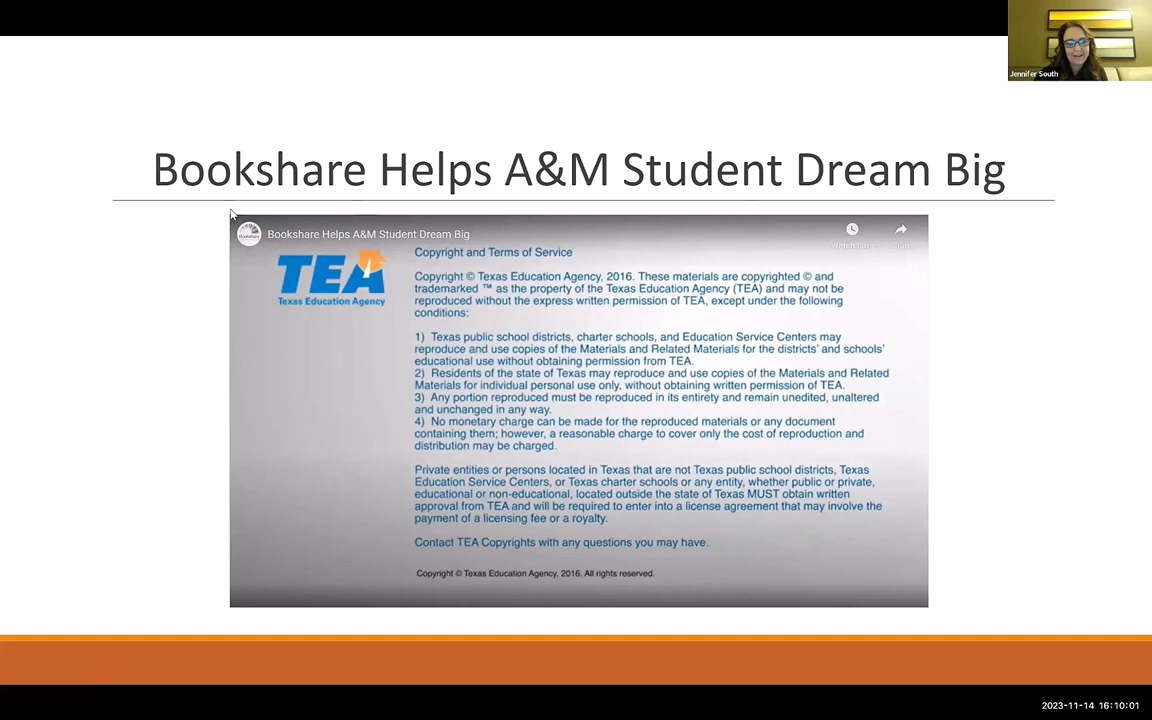 Jennifer South
Bookshare Helps A&M Student Dream Big
Bookshare Helps A&M Student Dream Big
TEA
Texas Education Agency
Copyright and Terms of Service
Copyright © Texas Education Agency, 2016. These materials are copyrighted © and
trademarked ™ as the property of the Texas Education Agency (TEA) and may not be
reproduced without the express written permission of TEA, except under the following
conditions:
1) Texas public school districts, charter schools, and Education Service Centers may
reproduce and use copies of the Materials and Related Materials for the districts' and schools'
educational use without obtaining permission from TEA.
2) Residents of the state of Texas may reproduce and use copies of the Materials and Related
Materials for individual personal use only, without obtaining written permission of TEA.
3) Any portion reproduced must be reproduced in its entirety and remain unedited, unaltered
and unchanged in any way.
4) No monetary charge can be made for the reproduced materials or any document
containing them; however, a reasonable charge to cover only the cost of reproduction and
distribution may be charged.
Private entities or persons located in Texas that are not Texas public school districts, Texas
Education Service Centers, or Texas charter schools or any entity, whether public or private,
educational or non-educational, located outside the state of Texas MUST obtain written
approval from TEA and will be required to enter into a license agreement that may involve the
payment of a licensing fee or a royalty.
Contact TEA Copyrights with any questions you may have.
Copyright © Texas Education Agency, 2016. All rights reserved.
2023-11-14 16:10:01